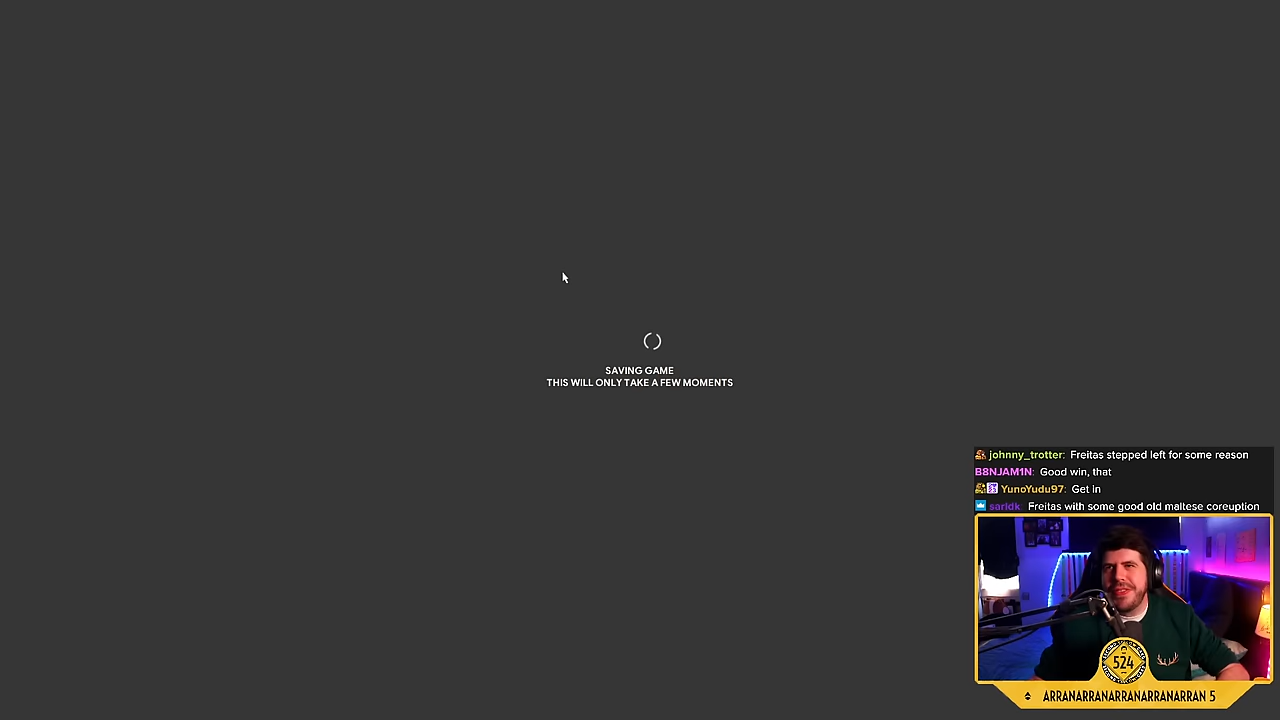 SAVING GAME
THIS WILL ONLY TAKE A FEW MOMENTS
johnny_trotter: Freitas stepped left for some reason
B8NJAM1N: Good win, that
YunoYudu97: Get in
saridk: Freitas with some good old maltese coreuption
524
ARRANARRANARRANARRANARRAN 5